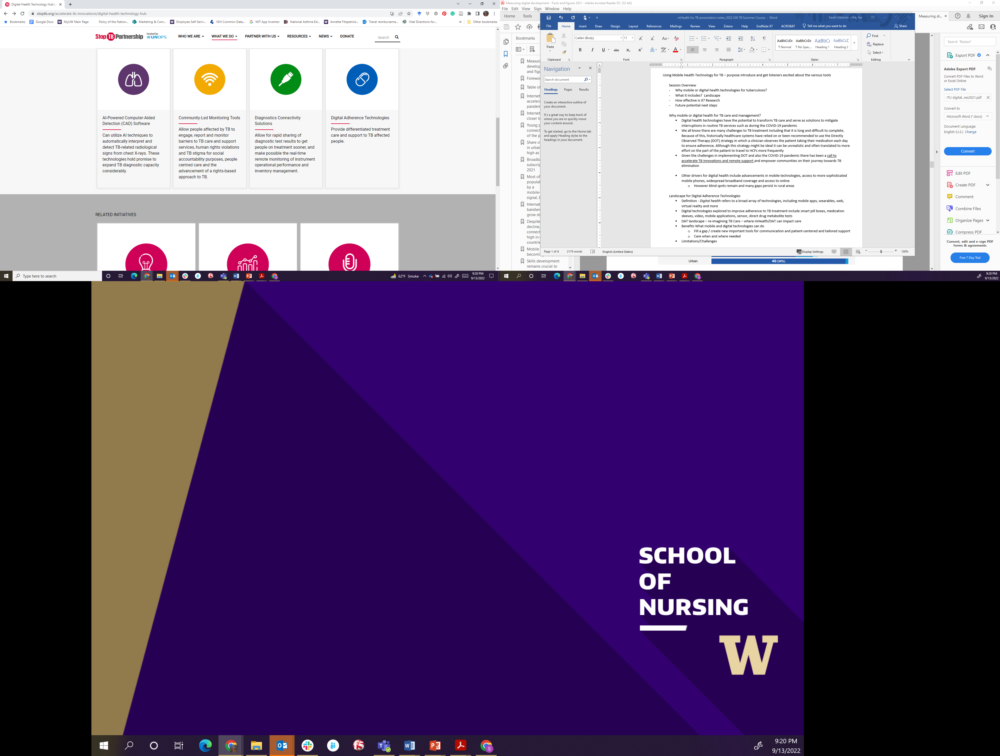 Digital Health Technology Hub |
stoptb.org/accelerate-tb-innovations/digital-health-technology-hub
Bookmarks
Google Docs
MyUW Main Page
Policy of the Nation...
Marketing & Com...
Employee Self-Servi...
NIH Common Data...
MIT App Inventor
National Asthma Ed...
Annette Fitzpatrick...
Travel reimburseme...
Vital Directions for...
»
Other bookmarks
Stop TB Partnership
hosted by
UNOPS
WHO WE ARE
WHAT WE DO
PARTNER WITH US
RESOURCES
NEWS
DONATE
Search
AI-Powered Computer-Aided
Detection (CAD) Software
Can utilize AI techniques to
automatically interpret and
detect TB-related radiological
signs from chest X-rays. These
technologies hold promise to
expand TB diagnostic capacity
considerably.
Community-Led Monitoring Tools
Allow people affected by TB to
engage, report and monitor
barriers to TB care and support
services, human rights violations
and TB stigma for social
accountability purposes, people
centred care and the
advancement of a rights-based
approach to TB.
Diagnostics Connectivity
Solutions
Allow for rapid sharing of
diagnostic test results to get
people on treatment sooner, and
make possible the real-time
remote monitoring of instrument
operational performance and
inventory management.
Digital Adherence Technologies
Provide differentiated treatment
care and support to TB affected
people.
RELATED INITIATIVES
Type here to search
62°F Smoke
9:20 PM
9/13/2022
Measuring digital development - Facts and figures 2021 - Adobe Acrobat Reader DC (32-bit)
File Edit View Sign Window Help
Home Tools
Measuring di...
Sign In
Bookmarks
Measuri
develop
and figu
Forewo
Table of
Internet
accelera
pandem
Internet
closer to
Young p
connect
of the p
Share o
in urban
high as
Broadba
subscrip
2021
Most of
populat
by a
mobile-
signal, b
Internat
bandwi
grow str
Despite
decline,
connect
high in
countrie
Mobile
becomi
Skills development
remains crucial to
mHealth for TB presentation notes_2022 UW TB Summer Course - Word
Sarah Iribarren - she, her
File Home Insert Draw Design Layout References Mailings Review View Zotero Help EndNote X7 ACROBAT Tell me what you want to do
Share
Paste
Calibri (Body) 11
B I U abc x₂ x²
AaBbCcDc AaBbCcDc AaBbC( AaBbCcE
¶ Normal ¶ No Spac... Heading 1 Heading 2
Find
Replace
Select
Clipboard Font Paragraph Styles Editing
Navigation
Search document
Headings Pages Results
Create an interactive outline of
your document.
It's a great way to keep track of
where you are or quickly move
your content around.
To get started, go to the Home tab
and apply Heading styles to the
headings in your document.
Using Mobile Health Technology for TB – purpose introduce and get listeners excited about the various tools
Session Overview
- Why mobile or digital health technologies for tuberculosis?
- What it includes? Landscape
- How effective is it? Research
- Future potential next steps
Why mobile or digital health for TB care and management?
▪ Digital health technologies have the potential to transform TB care and serve as solutions to mitigate
interruptions in routine TB services such as during the COVID-19 pandemic
▪ We all know there are many challenges to TB treatment including that it is long and difficult to complete.
Because of this, historically healthcare systems have relied on or been recommended to use the Directly
Observed Therapy (DOT) strategy in which a clinician observes the patient taking their medication each day
to ensure adherence. Although this strategy might be ideal it can be unrealistic and often translated to more
effort on the part of the patient to travel to HCFs more frequently
▪ Given the challenges in implementing DOT and also the COVID-19 pandemic there has been a call to
accelerate TB innovations and remote support and empower communities on their journey towards TB
elimination
▪ Other drivers for digital health include advancements in mobile technologies, access to more sophisticated
mobile phones, widespread broadband coverage and access to online
o However blind spots remain and many gaps persist in rural areas
Landscape for Digital Adherence Technologies
▪ Definition - Digital health refers to a broad array of technologies, including mobile apps, wearables, web,
virtual reality and more
▪ Digital technologies explored to improve adherence to TB treatment include smart pill boxes, medication
sleeves, video, mobile applications, sensor, direct drug metabolite tests
▪ DAT landscape – re-imagining TB Care – where mHealth/DAT can impact care
▪ Benefits What mobile and digital technologies can do
o Fill a gap / create new important tools for communication and patient-centered and tailored support
o Care when and where needed
▪ Limitations/Challenges
Page 1 of 6 2179 words English (United States) Display Settings 100%
Urban 4G (98%)
Search 'Redact'
Export PDF
Adobe Export PDF
Convert PDF Files to Word
or Excel Online
Select PDF File
ITU digital...res2021.pdf
Convert to
Microsoft Word (*.docx)
Document Language:
English (U.S.) Change
Convert
Edit PDF
Create PDF
Comment
Combine Files
Organize Pages
Compress PDF
Convert, edit and e-sign PDF
forms & agreements
Free 7-Day Trial
9:20 PM
9/13/2022
SCHOOL
OF
NURSING
W
9:20 PM
9/13/2022